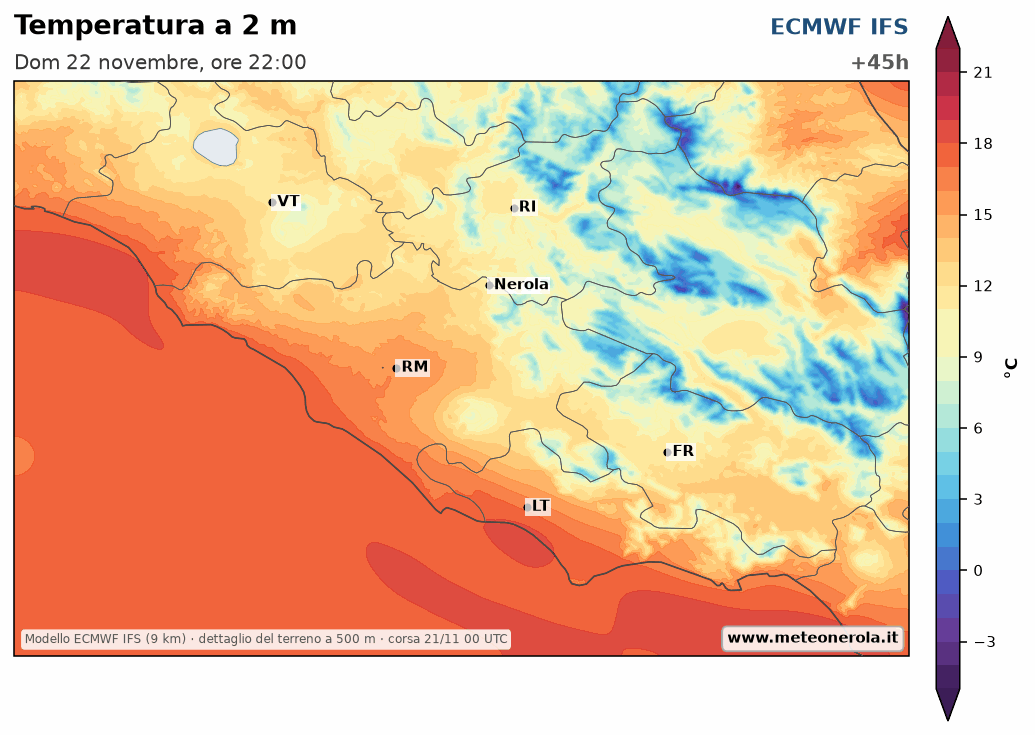 Temperatura a 2 m
ECMWF IFS
Dom 22 novembre, ore 22:00
+45h
VT
RI
Nerola
RM
FR
LT
21
18
15
12
9
6
3
0
−3
°C
Modello ECMWF IFS (9 km) · dettaglio del terreno a 500 m · corsa 21/11 00 UTC
www.meteonerola.it